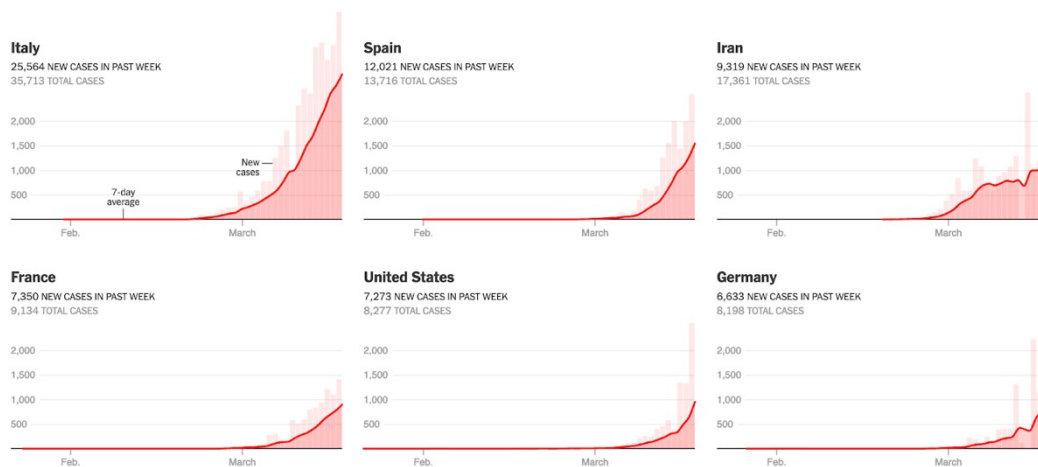 Italy
25,564 NEW CASES IN PAST WEEK
35,713 TOTAL CASES
2,000
1,500
1,000
500
New
cases
7-day
average
Feb.
March
Spain
12,021 NEW CASES IN PAST WEEK
13,716 TOTAL CASES
2,000
1,500
1,000
500
Feb.
March
Iran
9,319 NEW CASES IN PAST WEEK
17,361 TOTAL CASES
2,000
1,500
1,000
500
Feb.
March
France
7,350 NEW CASES IN PAST WEEK
9,134 TOTAL CASES
2,000
1,500
1,000
500
Feb.
March
United States
7,273 NEW CASES IN PAST WEEK
8,277 TOTAL CASES
2,000
1,500
1,000
500
Feb.
March
Germany
6,633 NEW CASES IN PAST WEEK
8,198 TOTAL CASES
2,000
1,500
1,000
500
Feb.
March